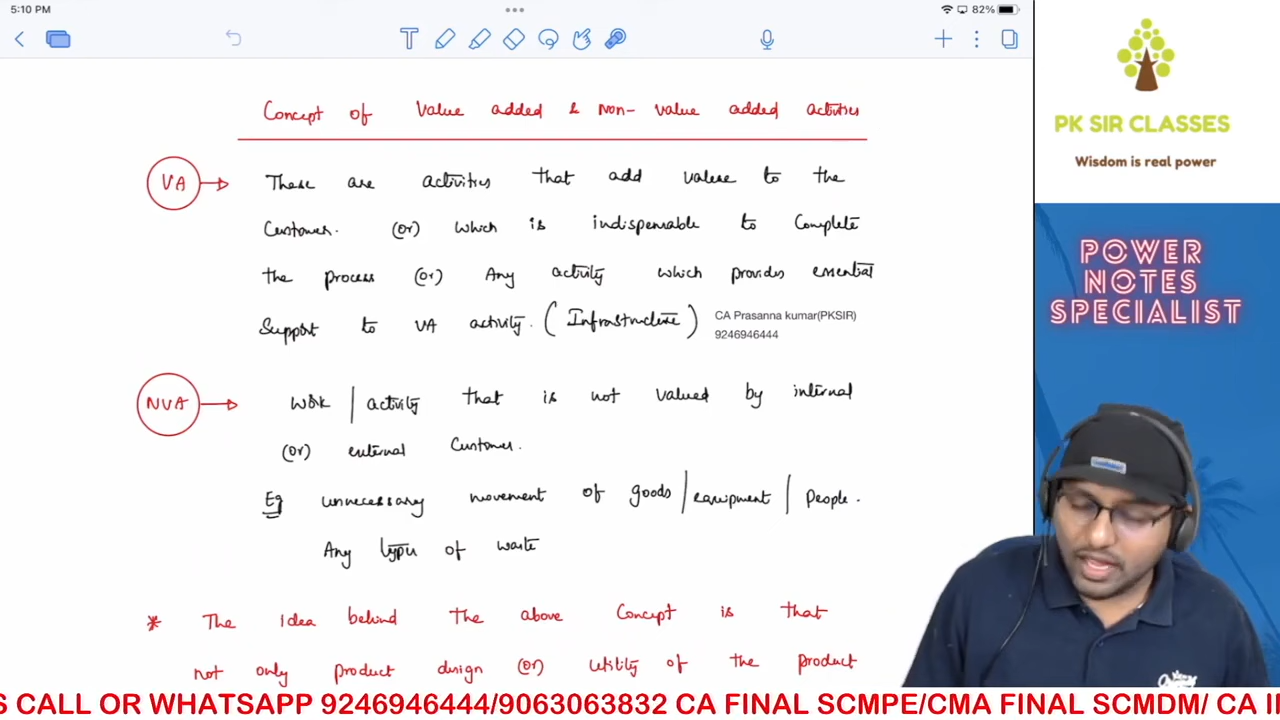 5:10 PM
82%
Concept of Value added & Non- value added activities
VA
These are activities that add value to the
Customer. (or) which is indispensable to Complete
the process (or) Any activity which provides essential
Support to VA activity. (Infrastructure)
CA Prasanna kumar(PKSIR)
9246946444
NVA
Work | activity that is not valued by internal
(or) external Customer.
Eg unnecessary movement of goods | equipment | People.
Any type of waste
* The idea behind the above Concept is that
not only product design (or) utility of the product
PK SIR CLASSES
Wisdom is real power
POWER
NOTES
SPECIALIST
S CALL OR WHATSAPP 9246946444/9063063832 CA FINAL SCMPE/CMA FINAL SCMDM/ CA I